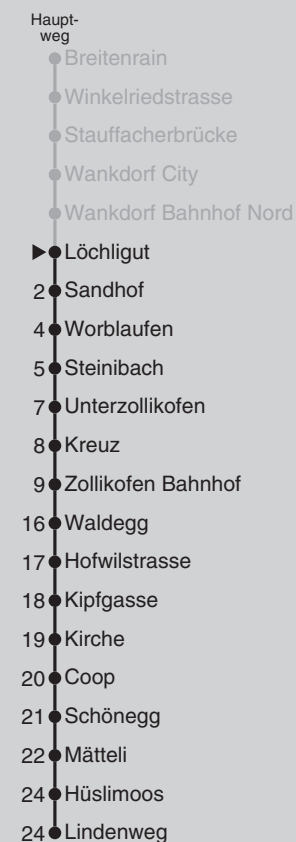 Haupt-
weg
Breitenrain
Winkelriedstrasse
Stauffacherbrücke
Wankdorf City
Wankdorf Bahnhof Nord
Löchligut
2 Sandhof
4 Worblaufen
5 Steinibach
7 Unterzollikofen
8 Kreuz
9 Zollikofen Bahnhof
16 Waldegg
17 Hofwilstrasse
18 Kipfgasse
19 Kirche
20 Coop
21 Schönegg
22 Mätteli
24 Hüslimoos
24 Lindenweg